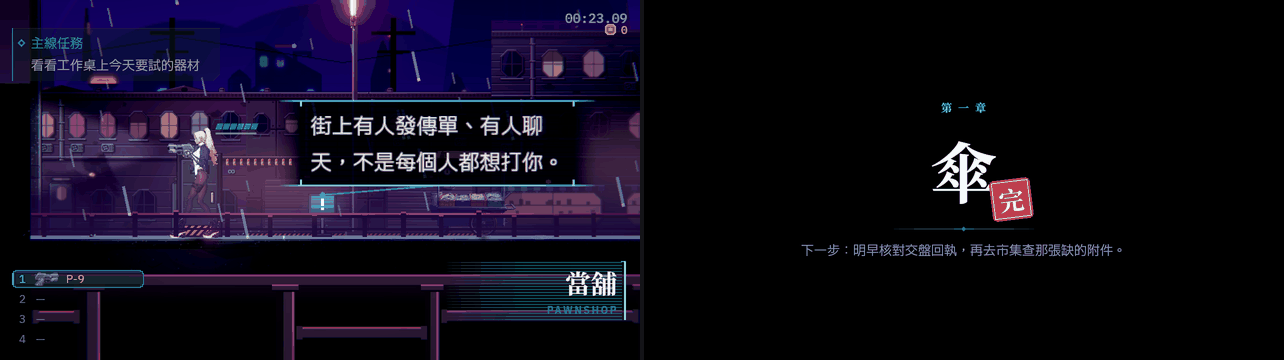 00:23.09
0
主線任務
看看工作桌上今天要試的器材
街上有人發傳單、有人聊
天，不是每個人都想打你。
!
∞
1 P-9
2 —
3 —
4 —
當舖
PAWNSHOP
第一章
傘
完
下一步：明早核對交盤回執，再去市集查那張缺的附件。